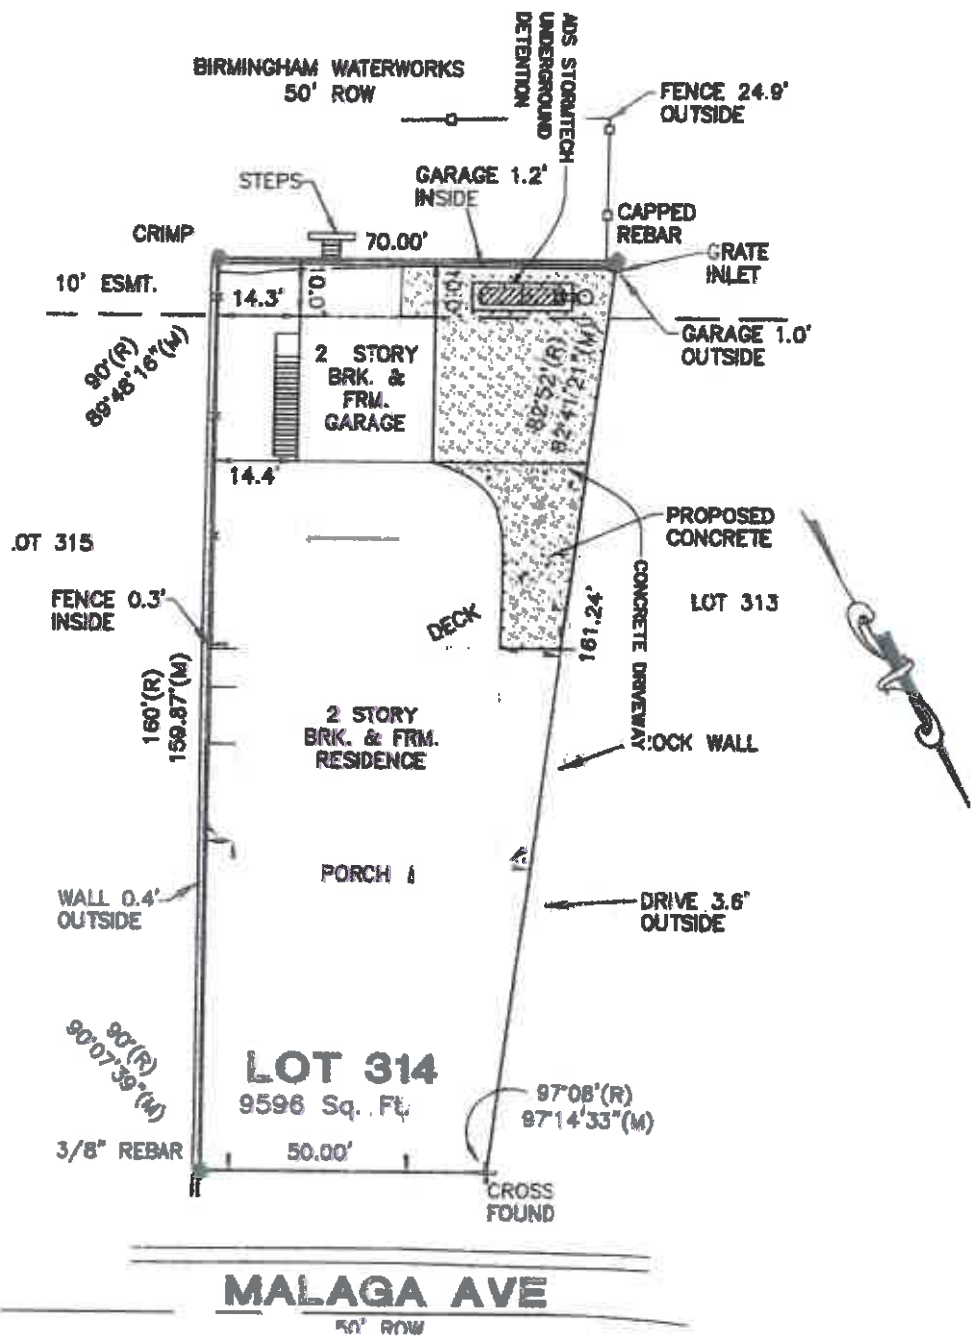 ADS STORMTECH
UNDERGROUND
DETENTION
BIRMINGHAM WATERWORKS
50' ROW
FENCE 24.9'
OUTSIDE
STEPS
GARAGE 1.2'
INSIDE
CRIMP
70.00'
CAPPED
REBAR
GRATE
INLET
10' ESMT.
14.3'
0.0'
0.0'
GARAGE 1.0'
OUTSIDE
90°(R)
89°48'16"(M)
2 STORY
BRK. &
FRM.
GARAGE
82°52'(R)
82°41'21"(M)
14.4'
PROPOSED
CONCRETE
.OT 315
LOT 313
FENCE 0.3'
INSIDE
DECK
161.24'
CONCRETE DRIVEWAY
160'(R)
159.87'(M)
2 STORY
BRK. & FRM.
RESIDENCE
OCK WALL
PORCH
WALL 0.4'
OUTSIDE
DRIVE 3.6'
OUTSIDE
90°(R)
90°07'39"(M)
LOT 314
9596 Sq. Ft.
97°08'(R)
97°14'33"(M)
3/8" REBAR
50.00'
CROSS
FOUND
MALAGA AVE
50' ROW